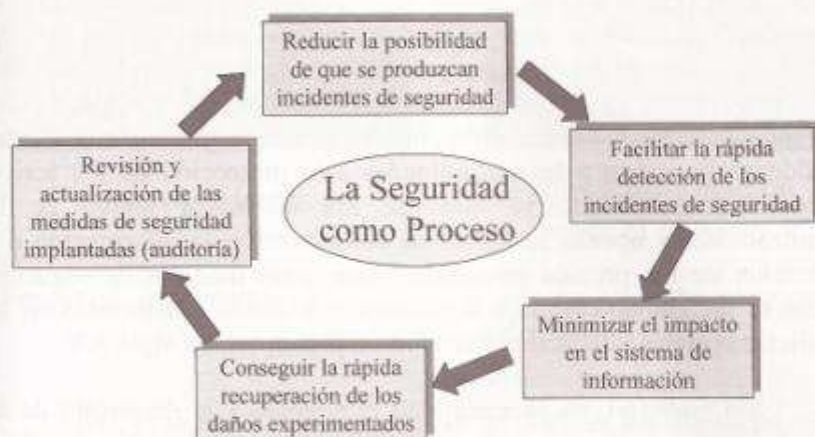 Reducir la posibilidad
de que se produzcan
incidentes de seguridad
Facilitar la rápida
detección de los
incidentes de seguridad
Minimizar el impacto
en el sistema de
información
Conseguir la rápida
recuperación de los
daños experimentados
Revisión y
actualización de las
medidas de seguridad
implantadas (auditoría)
La Seguridad
como Proceso